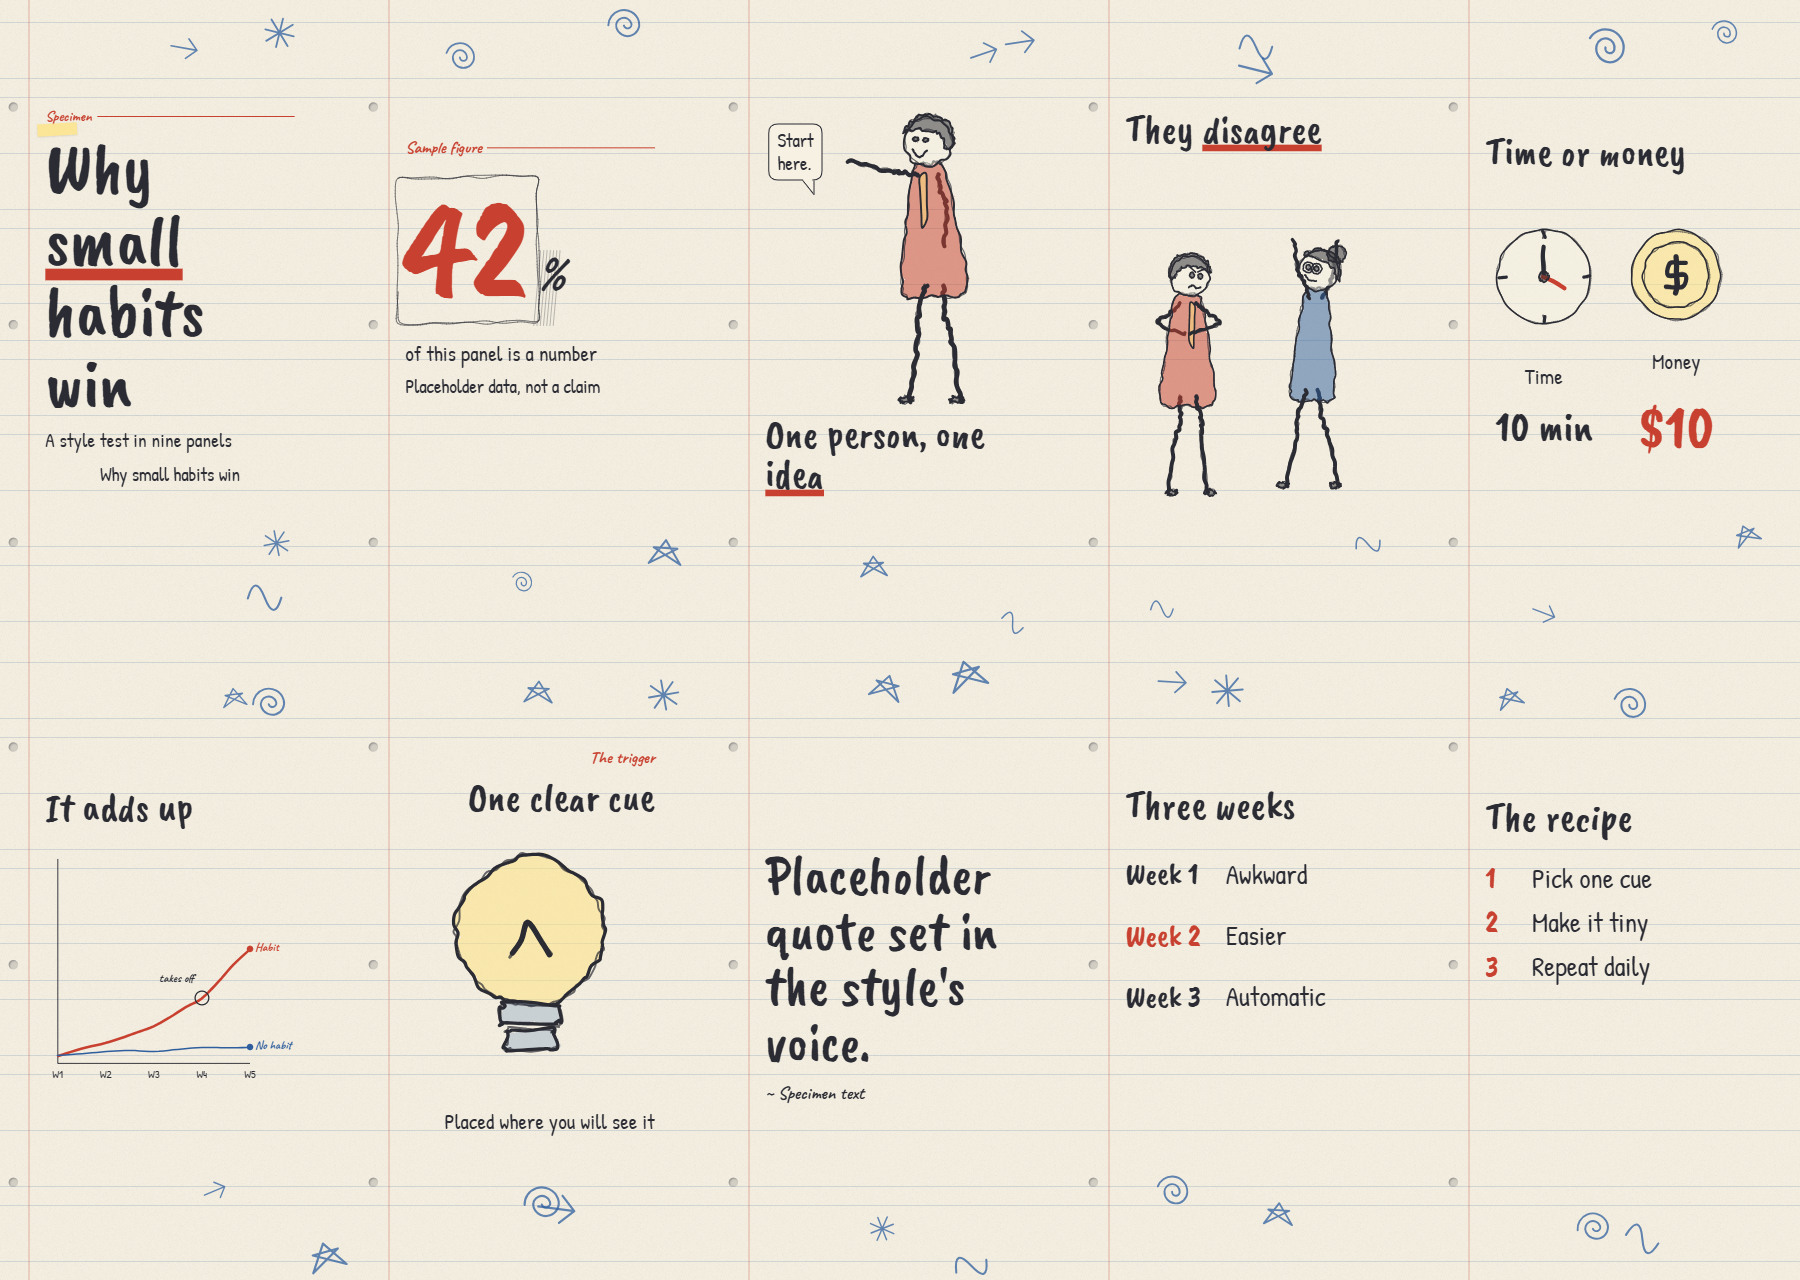 Specimen
Why
small
habits
win
A style test in nine panels
Why small habits win
Sample figure
42
%
of this panel is a number
Placeholder data, not a claim
Start
here.
One person, one
idea
They disagree
Time or money
$
Time
Money
10 min
$10
It adds up
Habit
takes off
No habit
W1 W2 W3 W4 W5
The trigger
One clear cue
Placed where you will see it
Placeholder
quote set in
the style's
voice.
~ Specimen text
Three weeks
Week 1 Awkward
Week 2 Easier
Week 3 Automatic
The recipe
1 Pick one cue
2 Make it tiny
3 Repeat daily